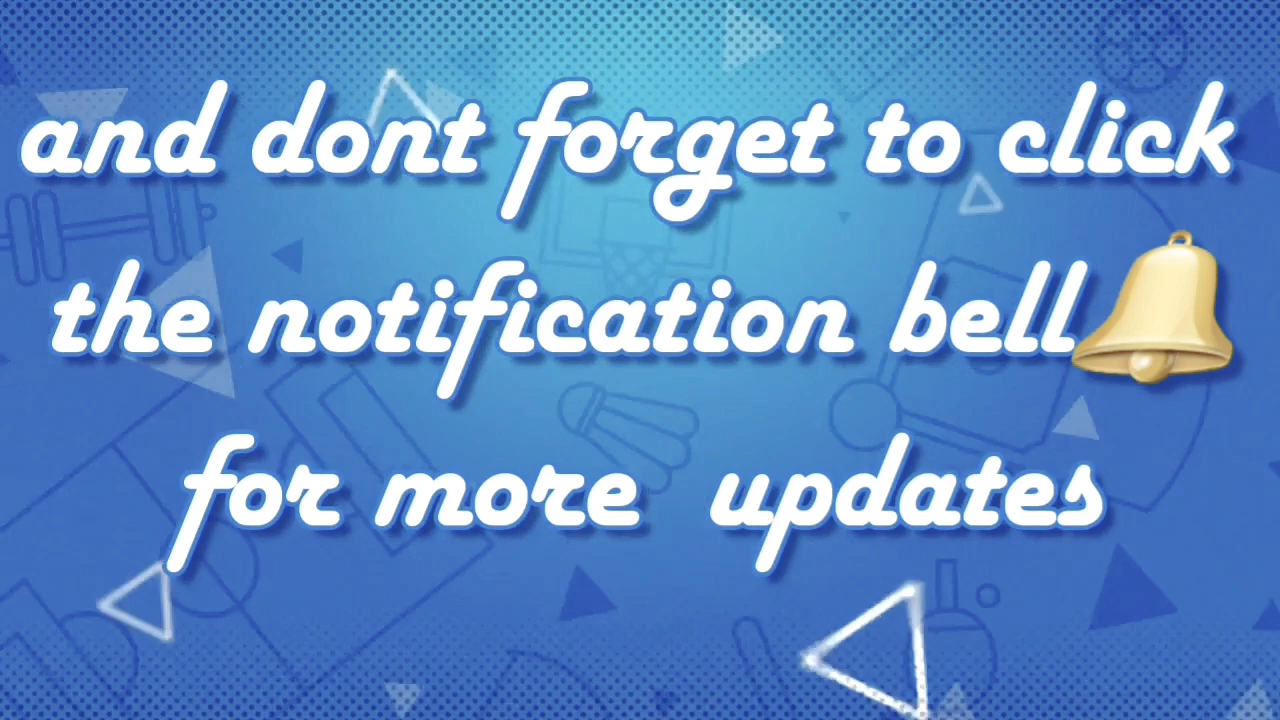 and dont forget to click
the notification bell
for more updates